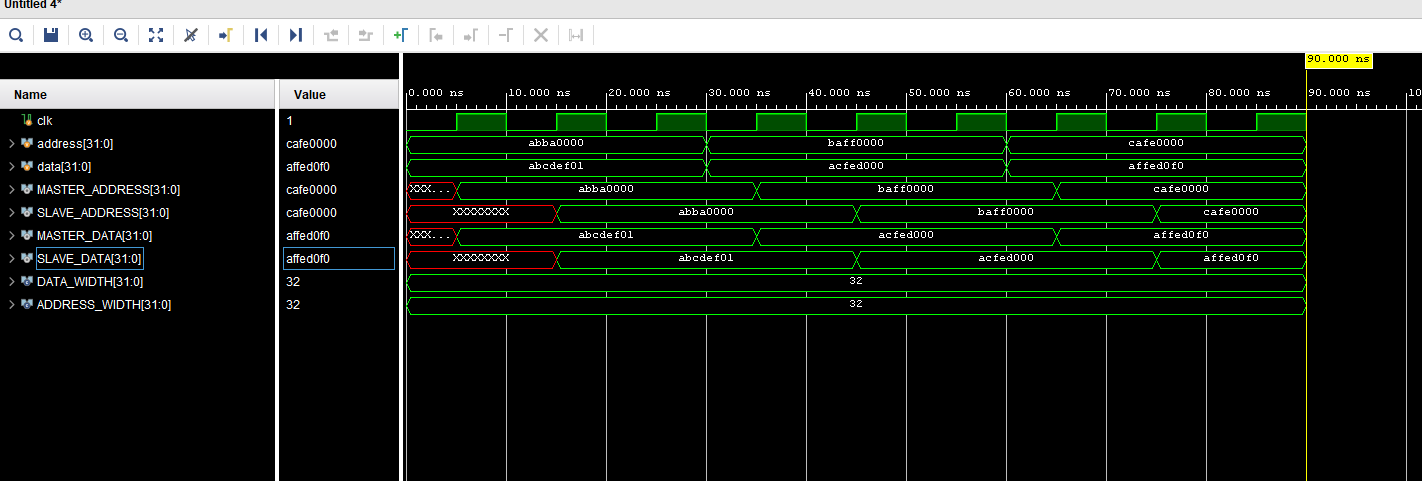 Untitled 4*
90.000 ns
Name Value
0.000 ns 10.000 ns 20.000 ns 30.000 ns 40.000 ns 50.000 ns 60.000 ns 70.000 ns 80.000 ns 90.000 ns 10
clk 1
address[31:0] cafe0000 abba0000 baff0000 cafe0000
data[31:0] affed0f0 abcdef01 acfed000 affed0f0
MASTER_ADDRESS[31:0] cafe0000 XXX... abba0000 baff0000 cafe0000
SLAVE_ADDRESS[31:0] cafe0000 XXXXXXXX abba0000 baff0000 cafe0000
MASTER_DATA[31:0] affed0f0 XXX... abcdef01 acfed000 affed0f0
SLAVE_DATA[31:0] affed0f0 XXXXXXXX abcdef01 acfed000 affed0f0
DATA_WIDTH[31:0] 32 32
ADDRESS_WIDTH[31:0] 32 32